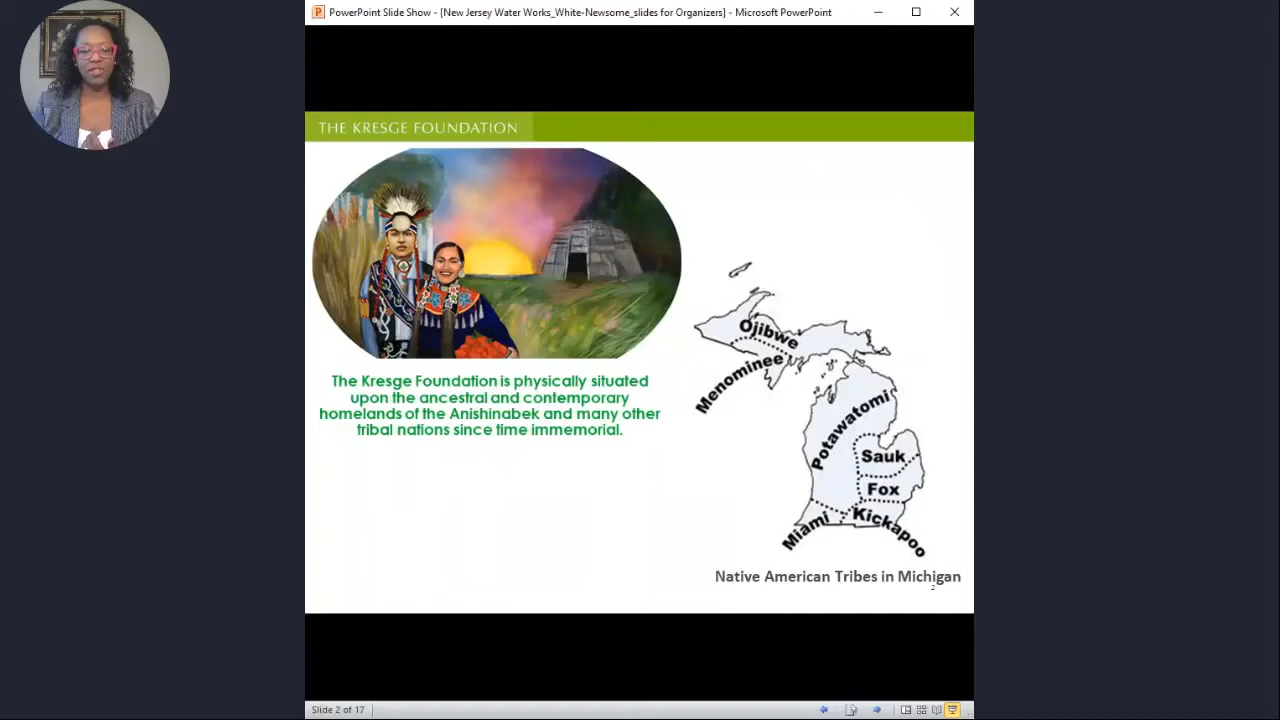 PowerPoint Slide Show - [New Jersey Water Works_White-Newsome_slides for Organizers] - Microsoft PowerPoint
THE KRESGE FOUNDATION
The Kresge Foundation is physically situated
upon the ancestral and contemporary
homelands of the Anishinabek and many other
tribal nations since time immemorial.
Ojibwe
Menominee
Potawatomi
Sauk
Fox
Miami
Kickapoo
Native American Tribes in Michigan
2
Slide 2 of 17